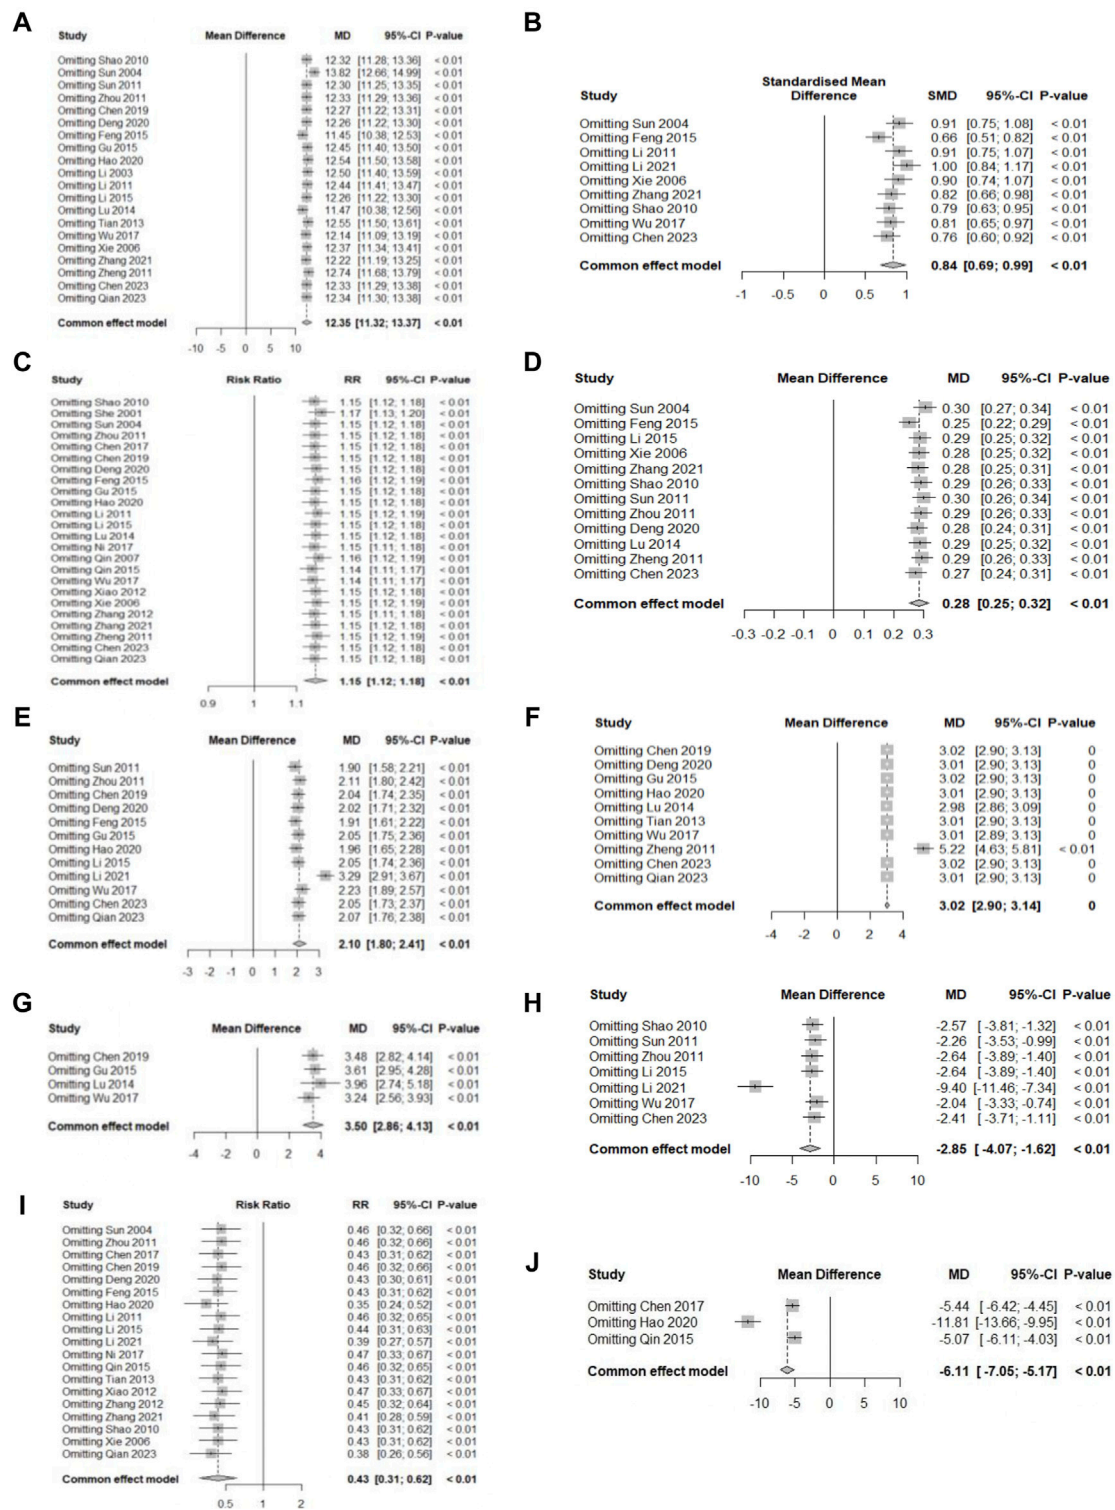 A
Study Mean Difference MD 95%-CI P-value
Omitting Shao 2010 12.32 [11.28; 13.36] < 0.01
Omitting Sun 2004 13.82 [12.66; 14.99] < 0.01
Omitting Sun 2011 12.30 [11.25; 13.35] < 0.01
Omitting Zhou 2011 12.33 [11.29; 13.36] < 0.01
Omitting Chen 2019 12.27 [11.22; 13.31] < 0.01
Omitting Deng 2020 12.26 [11.22; 13.30] < 0.01
Omitting Feng 2015 11.45 [10.38; 12.53] < 0.01
Omitting Gu 2015 12.45 [11.40; 13.50] < 0.01
Omitting Hao 2020 12.54 [11.50; 13.58] < 0.01
Omitting Li 2003 12.50 [11.40; 13.59] < 0.01
Omitting Li 2011 12.44 [11.41; 13.47] < 0.01
Omitting Li 2015 12.26 [11.22; 13.30] < 0.01
Omitting Lu 2014 11.47 [10.38; 12.56] < 0.01
Omitting Tian 2013 12.55 [11.50; 13.61] < 0.01
Omitting Wu 2017 12.14 [11.09; 13.19] < 0.01
Omitting Xie 2006 12.37 [11.34; 13.41] < 0.01
Omitting Zhang 2021 12.22 [11.19; 13.25] < 0.01
Omitting Zheng 2011 12.74 [11.68; 13.79] < 0.01
Omitting Chen 2023 12.33 [11.29; 13.38] < 0.01
Omitting Qian 2023 12.34 [11.30; 13.38] < 0.01
Common effect model 12.35 [11.32; 13.37] < 0.01
-10 -5 0 5 10
B
Standardised Mean
Study Difference SMD 95%-CI P-value
Omitting Sun 2004 0.91 [0.75; 1.08] < 0.01
Omitting Feng 2015 0.66 [0.51; 0.82] < 0.01
Omitting Li 2011 0.91 [0.75; 1.07] < 0.01
Omitting Li 2021 1.00 [0.84; 1.17] < 0.01
Omitting Xie 2006 0.90 [0.74; 1.07] < 0.01
Omitting Zhang 2021 0.82 [0.66; 0.98] < 0.01
Omitting Shao 2010 0.79 [0.63; 0.95] < 0.01
Omitting Wu 2017 0.81 [0.65; 0.97] < 0.01
Omitting Chen 2023 0.76 [0.60; 0.92] < 0.01
Common effect model 0.84 [0.69; 0.99] < 0.01
-1 -0.5 0 0.5 1
C
Study Risk Ratio RR 95%-CI P-value
Omitting Shao 2010 1.15 [1.12; 1.18] < 0.01
Omitting She 2001 1.17 [1.13; 1.20] < 0.01
Omitting Sun 2004 1.15 [1.12; 1.18] < 0.01
Omitting Zhou 2011 1.15 [1.12; 1.18] < 0.01
Omitting Chen 2017 1.15 [1.12; 1.18] < 0.01
Omitting Chen 2019 1.15 [1.12; 1.18] < 0.01
Omitting Deng 2020 1.15 [1.12; 1.18] < 0.01
Omitting Feng 2015 1.16 [1.12; 1.19] < 0.01
Omitting Gu 2015 1.15 [1.12; 1.18] < 0.01
Omitting Hao 2020 1.15 [1.12; 1.18] < 0.01
Omitting Li 2011 1.15 [1.12; 1.19] < 0.01
Omitting Li 2015 1.15 [1.12; 1.18] < 0.01
Omitting Lu 2014 1.15 [1.12; 1.18] < 0.01
Omitting Ni 2017 1.15 [1.11; 1.18] < 0.01
Omitting Qin 2007 1.16 [1.12; 1.19] < 0.01
Omitting Qin 2015 1.14 [1.11; 1.17] < 0.01
Omitting Wu 2017 1.14 [1.11; 1.17] < 0.01
Omitting Xiao 2012 1.15 [1.12; 1.18] < 0.01
Omitting Xie 2006 1.15 [1.12; 1.19] < 0.01
Omitting Zhang 2012 1.15 [1.11; 1.18] < 0.01
Omitting Zhang 2021 1.15 [1.12; 1.18] < 0.01
Omitting Zheng 2011 1.15 [1.12; 1.19] < 0.01
Omitting Chen 2023 1.15 [1.12; 1.18] < 0.01
Omitting Qian 2023 1.15 [1.12; 1.18] < 0.01
Common effect model 1.15 [1.12; 1.18] < 0.01
0.9 1 1.1
D
Study Mean Difference MD 95%-CI P-value
Omitting Sun 2004 0.30 [0.27; 0.34] < 0.01
Omitting Feng 2015 0.25 [0.22; 0.29] < 0.01
Omitting Li 2015 0.29 [0.25; 0.32] < 0.01
Omitting Xie 2006 0.28 [0.25; 0.32] < 0.01
Omitting Zhang 2021 0.28 [0.25; 0.31] < 0.01
Omitting Shao 2010 0.29 [0.26; 0.33] < 0.01
Omitting Sun 2011 0.30 [0.26; 0.34] < 0.01
Omitting Zhou 2011 0.29 [0.26; 0.33] < 0.01
Omitting Deng 2020 0.28 [0.24; 0.31] < 0.01
Omitting Lu 2014 0.29 [0.25; 0.32] < 0.01
Omitting Zheng 2011 0.29 [0.26; 0.33] < 0.01
Omitting Chen 2023 0.27 [0.24; 0.31] < 0.01
Common effect model 0.28 [0.25; 0.32] < 0.01
-0.3 -0.2 -0.1 0 0.1 0.2 0.3
E
Study Mean Difference MD 95%-CI P-value
Omitting Sun 2011 1.90 [1.58; 2.21] < 0.01
Omitting Zhou 2011 2.11 [1.80; 2.42] < 0.01
Omitting Chen 2019 2.04 [1.74; 2.35] < 0.01
Omitting Deng 2020 2.02 [1.71; 2.32] < 0.01
Omitting Feng 2015 1.91 [1.61; 2.22] < 0.01
Omitting Gu 2015 2.05 [1.75; 2.36] < 0.01
Omitting Hao 2020 1.96 [1.65; 2.28] < 0.01
Omitting Li 2015 2.05 [1.74; 2.36] < 0.01
Omitting Li 2021 3.29 [2.91; 3.67] < 0.01
Omitting Wu 2017 2.23 [1.89; 2.57] < 0.01
Omitting Chen 2023 2.05 [1.73; 2.37] < 0.01
Omitting Qian 2023 2.07 [1.76; 2.38] < 0.01
Common effect model 2.10 [1.80; 2.41] < 0.01
-3 -2 -1 0 1 2 3
F
Study Mean Difference MD 95%-CI P-value
Omitting Chen 2019 3.02 [2.90; 3.13] 0
Omitting Deng 2020 3.01 [2.90; 3.13] 0
Omitting Gu 2015 3.02 [2.90; 3.13] 0
Omitting Hao 2020 3.01 [2.90; 3.13] 0
Omitting Lu 2014 2.98 [2.86; 3.09] 0
Omitting Tian 2013 3.01 [2.90; 3.13] 0
Omitting Wu 2017 3.01 [2.89; 3.13] 0
Omitting Zheng 2011 5.22 [4.63; 5.81] < 0.01
Omitting Chen 2023 3.02 [2.90; 3.13] 0
Omitting Qian 2023 3.01 [2.90; 3.13] 0
Common effect model 3.02 [2.90; 3.14] 0
-4 -2 0 2 4
G
Study Mean Difference MD 95%-CI P-value
Omitting Chen 2019 3.48 [2.82; 4.14] < 0.01
Omitting Gu 2015 3.61 [2.95; 4.28] < 0.01
Omitting Lu 2014 3.96 [2.74; 5.18] < 0.01
Omitting Wu 2017 3.24 [2.56; 3.93] < 0.01
Common effect model 3.50 [2.86; 4.13] < 0.01
-4 -2 0 2 4
H
Study Mean Difference MD 95%-CI P-value
Omitting Shao 2010 -2.57 [ -3.81; -1.32] < 0.01
Omitting Sun 2011 -2.26 [ -3.53; -0.99] < 0.01
Omitting Zhou 2011 -2.64 [ -3.89; -1.40] < 0.01
Omitting Li 2015 -2.64 [ -3.89; -1.40] < 0.01
Omitting Li 2021 -9.40 [-11.46; -7.34] < 0.01
Omitting Wu 2017 -2.04 [ -3.33; -0.74] < 0.01
Omitting Chen 2023 -2.41 [ -3.71; -1.11] < 0.01
Common effect model -2.85 [ -4.07; -1.62] < 0.01
-10 -5 0 5 10
I
Study Risk Ratio RR 95%-CI P-value
Omitting Sun 2004 0.46 [0.32; 0.66] < 0.01
Omitting Zhou 2011 0.46 [0.32; 0.66] < 0.01
Omitting Chen 2017 0.43 [0.31; 0.62] < 0.01
Omitting Chen 2019 0.46 [0.32; 0.66] < 0.01
Omitting Deng 2020 0.43 [0.30; 0.61] < 0.01
Omitting Feng 2015 0.43 [0.31; 0.62] < 0.01
Omitting Hao 2020 0.35 [0.24; 0.52] < 0.01
Omitting Li 2011 0.46 [0.32; 0.65] < 0.01
Omitting Li 2015 0.44 [0.31; 0.63] < 0.01
Omitting Li 2021 0.39 [0.27; 0.57] < 0.01
Omitting Ni 2017 0.47 [0.33; 0.67] < 0.01
Omitting Qin 2015 0.46 [0.32; 0.65] < 0.01
Omitting Tian 2013 0.43 [0.31; 0.62] < 0.01
Omitting Xiao 2012 0.47 [0.33; 0.67] < 0.01
Omitting Zhang 2012 0.45 [0.32; 0.64] < 0.01
Omitting Zhang 2021 0.41 [0.28; 0.59] < 0.01
Omitting Shao 2010 0.43 [0.31; 0.62] < 0.01
Omitting Xie 2006 0.43 [0.31; 0.62] < 0.01
Omitting Qian 2023 0.38 [0.26; 0.56] < 0.01
Common effect model 0.43 [0.31; 0.62] < 0.01
0.5 1 2
J
Study Mean Difference MD 95%-CI P-value
Omitting Chen 2017 -5.44 [ -6.42; -4.45] < 0.01
Omitting Hao 2020 -11.81 [-13.66; -9.95] < 0.01
Omitting Qin 2015 -5.07 [ -6.11; -4.03] < 0.01
Common effect model -6.11 [ -7.05; -5.17] < 0.01
-10 -5 0 5 10